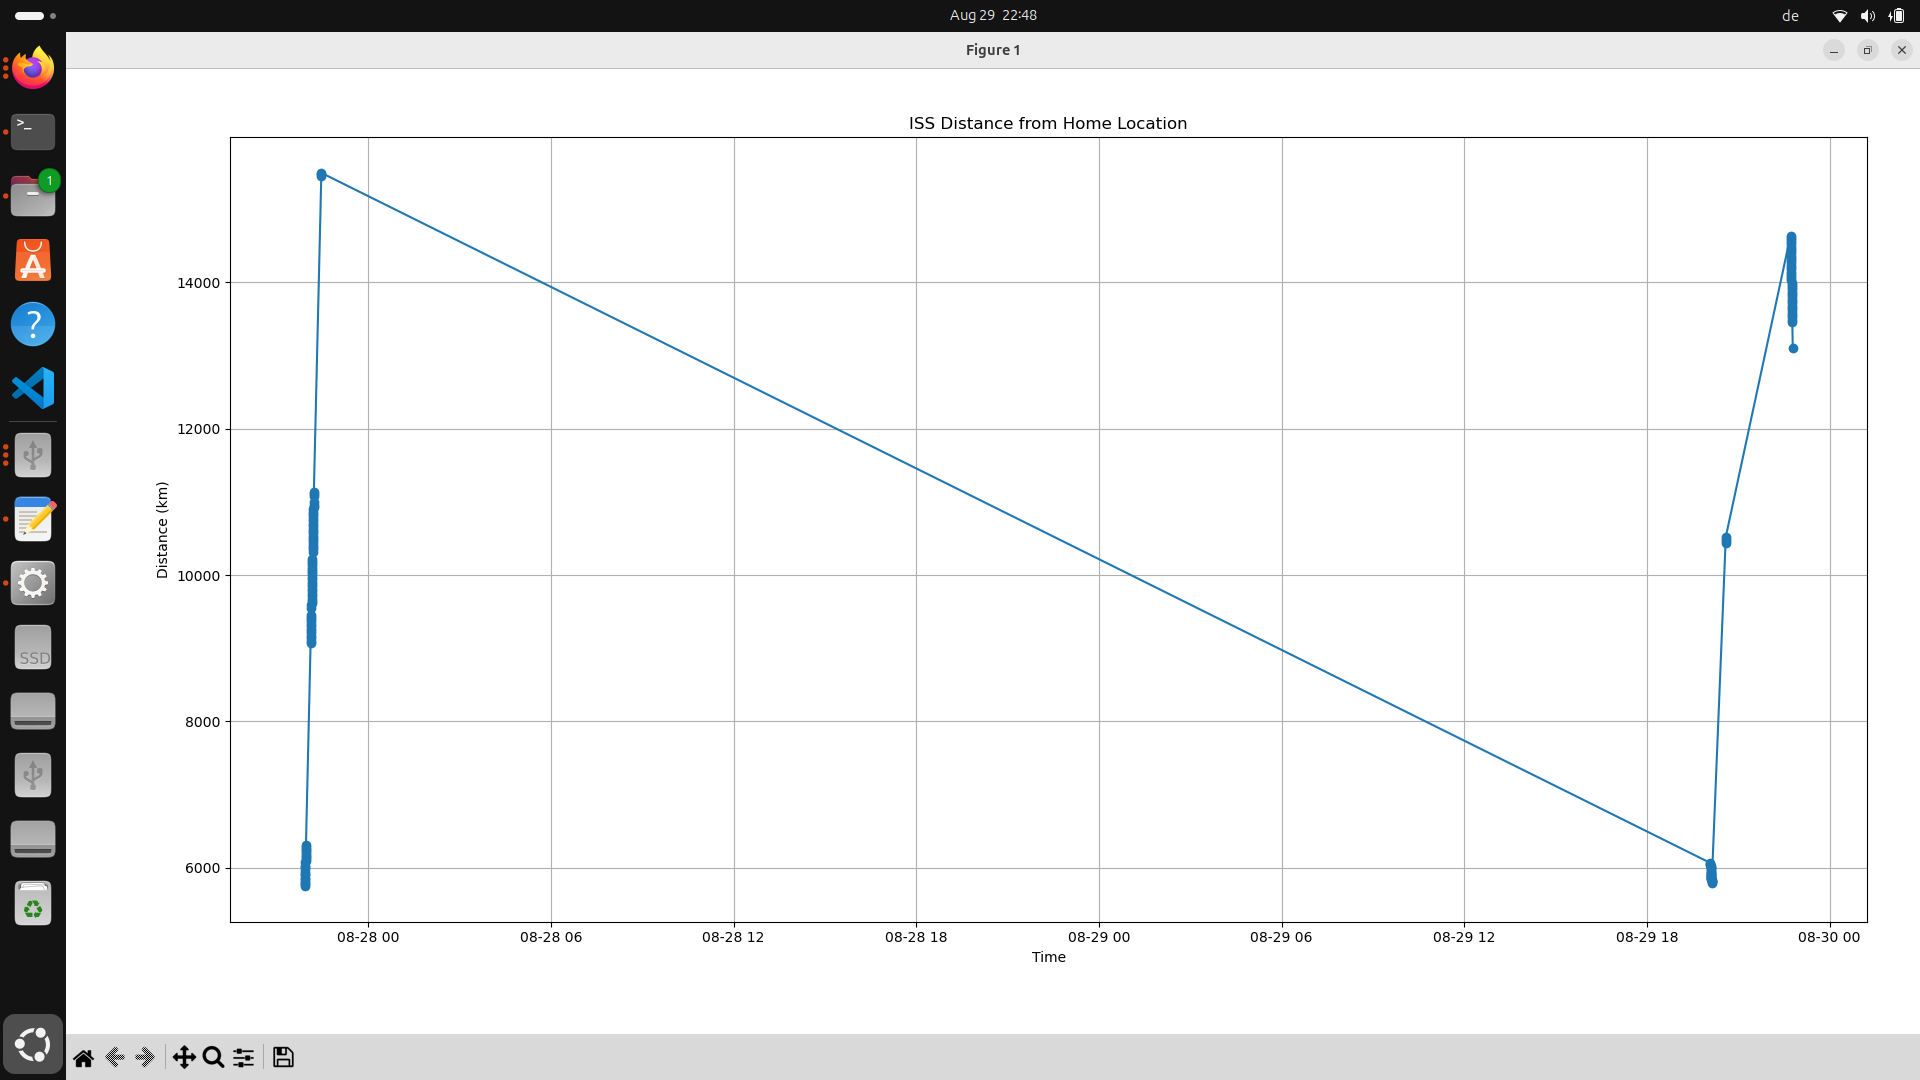 Aug 29 22:48
de
Figure 1
1
>_
A
?
SSD
ISS Distance from Home Location
14000
12000
10000
8000
6000
Distance (km)
08-28 00
08-28 06
08-28 12
08-28 18
08-29 00
08-29 06
08-29 12
08-29 18
08-30 00
Time